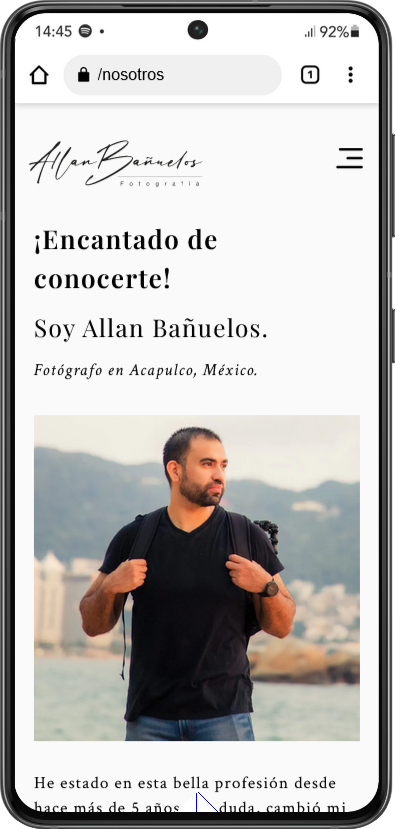 14:45
92%
/nosotros
1
Allan Bañuelos
Fotografía
¡Encantado de
conocerte!
Soy Allan Bañuelos.
Fotógrafo en Acapulco, México.
He estado en esta bella profesión desde
hace más de 5 años duda, cambió mi